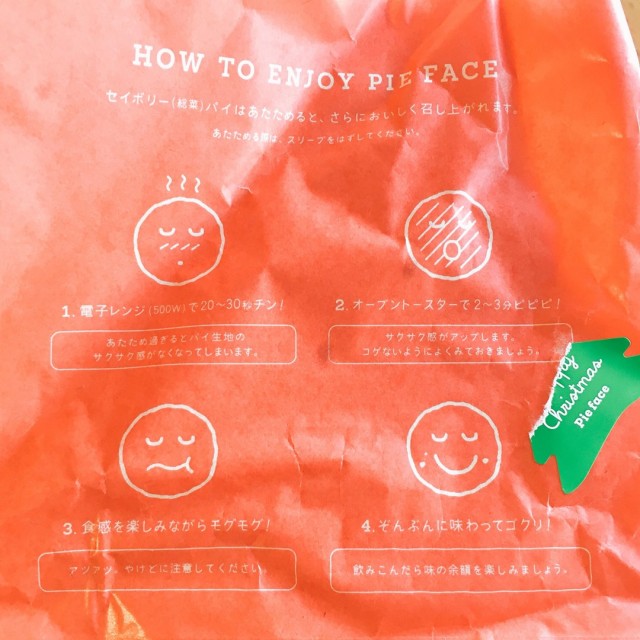 HOW TO ENJOY PIE FACE
セイボリー(総菜)パイはあたためると、さらにおいしく召し上がれます。
あたためる際は、スリーブをはずしてください。
1. 電子レンジ(500W)で20〜30秒チン!
あたため過ぎるとパイ生地の
サクサク感がなくなってしまいます。
2. オーブントースターで2〜3分ピピピ!
サクサク感がアップします。
コゲないようによくみておきましょう。
Christmas
Pie face
3. 食感を楽しみながらモグモグ!
アツアツ。やけどに注意してください。
4. ぞんぶんに味わってゴクリ!
飲みこんだら味の余韻を楽しみましょう。